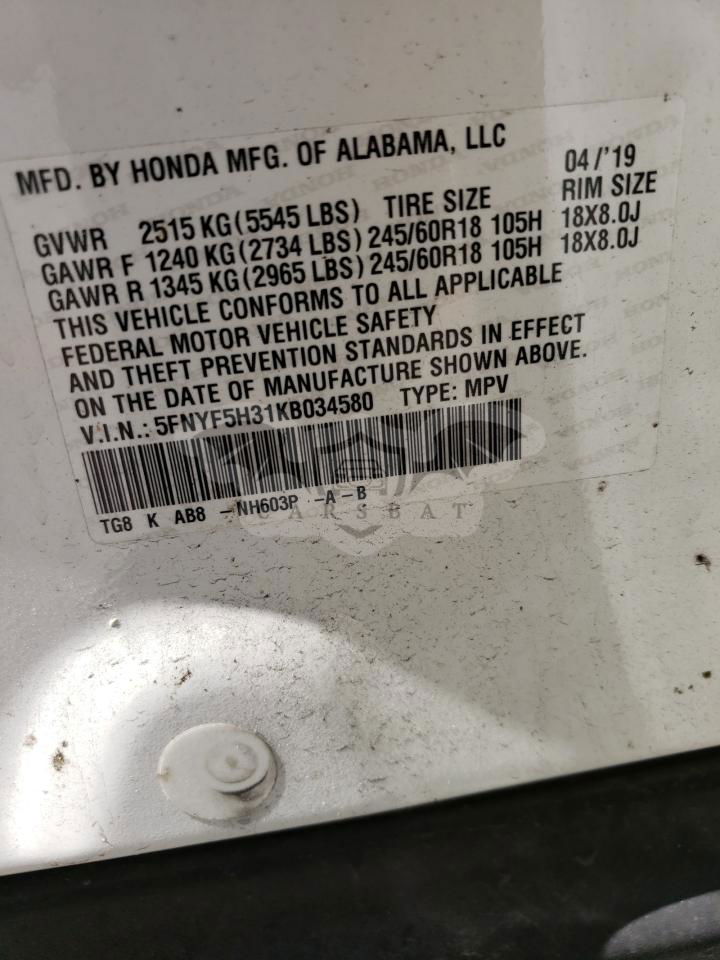 MFD. BY HONDA MFG. OF ALABAMA, LLC 04/'19
GVWR 2515 KG (5545 LBS) TIRE SIZE RIM SIZE
GAWR F 1240 KG (2734 LBS) 245/60R18 105H 18X8.0J
GAWR R 1345 KG (2965 LBS) 245/60R18 105H 18X8.0J
THIS VEHICLE CONFORMS TO ALL APPLICABLE
FEDERAL MOTOR VEHICLE SAFETY
AND THEFT PREVENTION STANDARDS IN EFFECT
ON THE DATE OF MANUFACTURE SHOWN ABOVE.
V.I.N.: 5FNYF5H31KB034580 TYPE: MPV
TG8 K AB8 -NH603P -A-B
CARSBAT